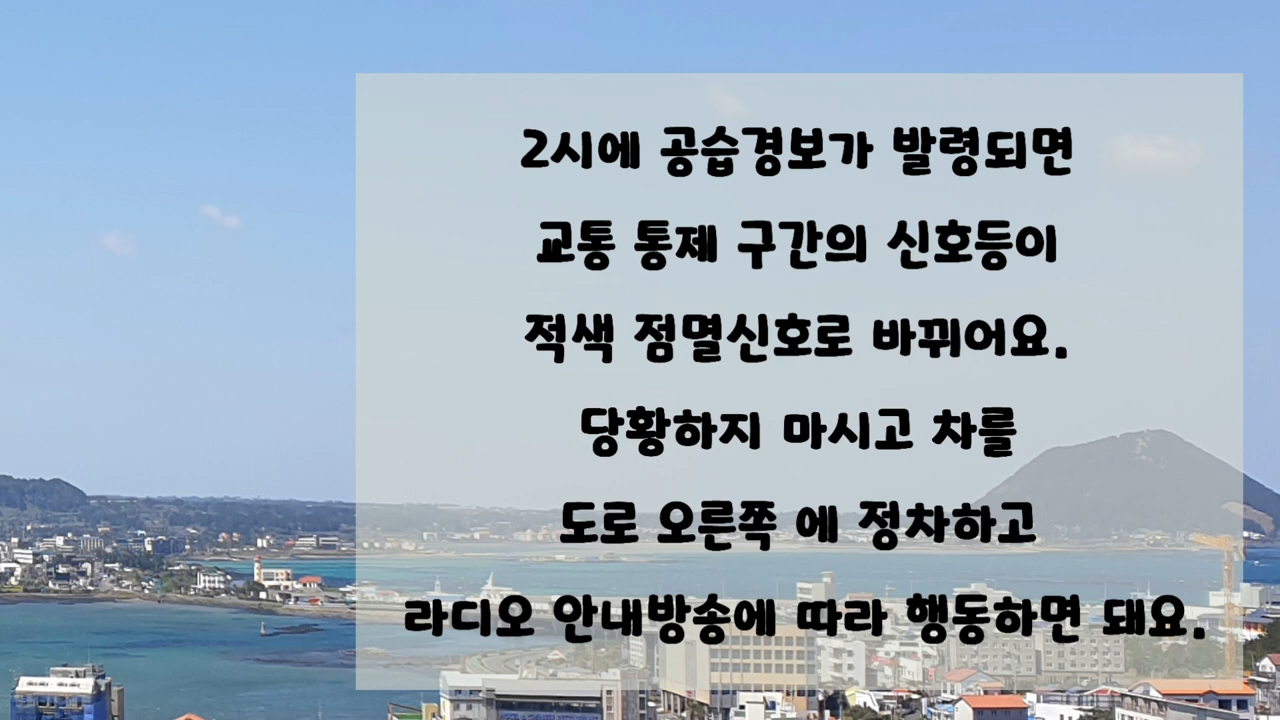 2시에 공습경보가 발령되면
교통 통제 구간의 신호등이
적색 점멸신호로 바뀌어요.
당황하지 마시고 차를
도로 오른쪽 에 정차하고
라디오 안내방송에 따라 행동하면 돼요.